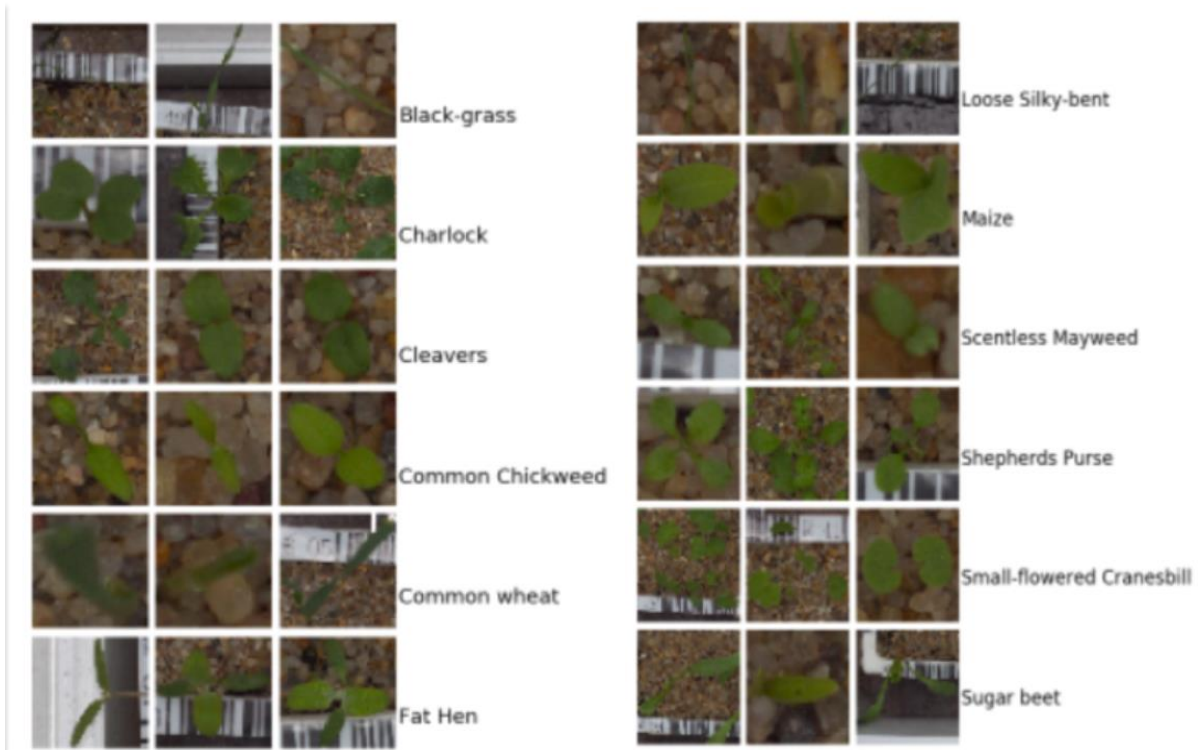 Black-grass
Charlock
Cleavers
Common Chickweed
Common wheat
Fat Hen
Loose Silky-bent
Maize
Scentless Mayweed
Shepherds Purse
Small-flowered Cranesbill
Sugar beet